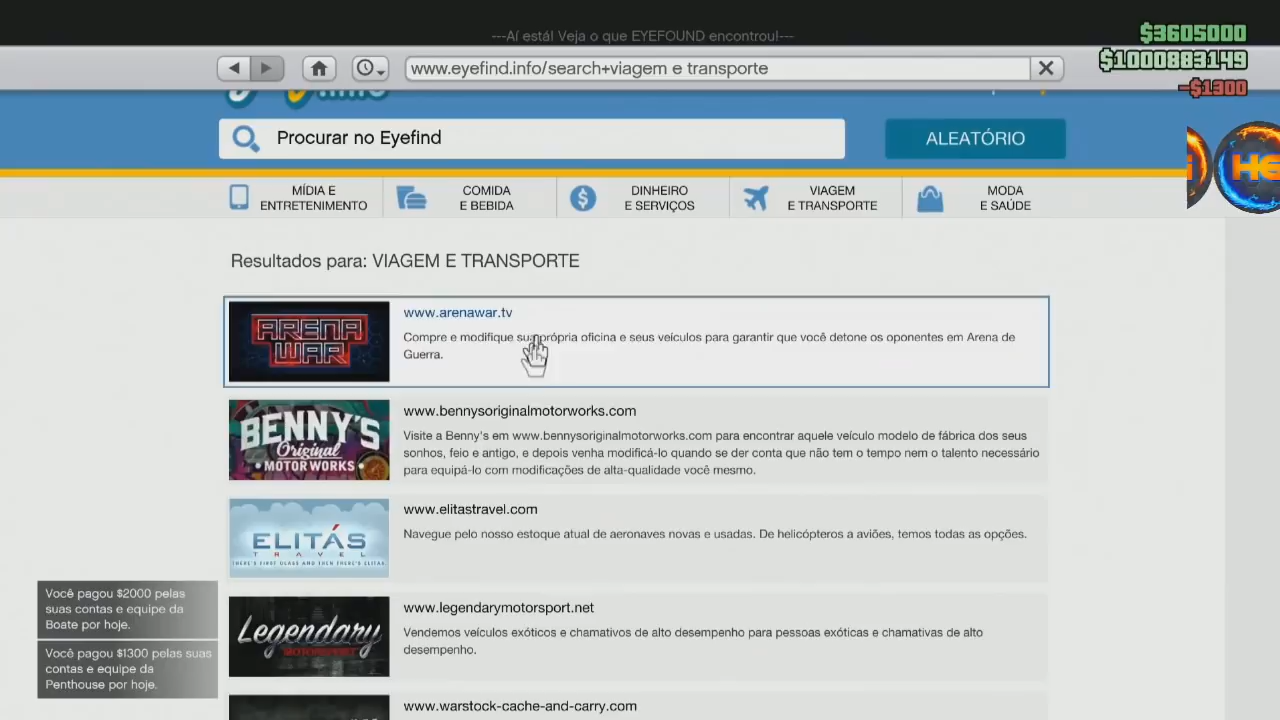 ---Aí está! Veja o que EYEFOUND encontrou!---
$3605000
$1000883149
-$1300
www.eyefind.info/search+viagem e transporte
Procurar no Eyefind
ALEATÓRIO
MÍDIA E
ENTRETENIMENTO
COMIDA
E BEBIDA
DINHEIRO
E SERVIÇOS
VIAGEM
E TRANSPORTE
MODA
E SAÚDE
Resultados para: VIAGEM E TRANSPORTE
ARENA
WAR
www.arenawar.tv
Compre e modifique sua própria oficina e seus veículos para garantir que você detone os oponentes em Arena de
Guerra.
BENNY'S
Original
MOTOR WORKS
www.bennysoriginalmotorworks.com
Visite a Benny's em www.bennysoriginalmotorworks.com para encontrar aquele veículo modelo de fábrica dos seus
sonhos, feio e antigo, e depois venha modificá-lo quando se der conta que não tem o tempo nem o talento necessário
para equipá-lo com modificações de alta-qualidade você mesmo.
ELITÁS
TRAVEL
THERE'S FIRST CLASS AND THEN THERE'S ELITAS
www.elitastravel.com
Navegue pelo nosso estoque atual de aeronaves novas e usadas. De helicópteros a aviões, temos todas as opções.
Legendary
MOTORSPORT
www.legendarymotorsport.net
Vendemos veículos exóticos e chamativos de alto desempenho para pessoas exóticas e chamativas de alto
desempenho.
www.warstock-cache-and-carry.com
Você pagou $2000 pelas
suas contas e equipe da
Boate por hoje.
Você pagou $1300 pelas suas
contas e equipe da
Penthouse por hoje.